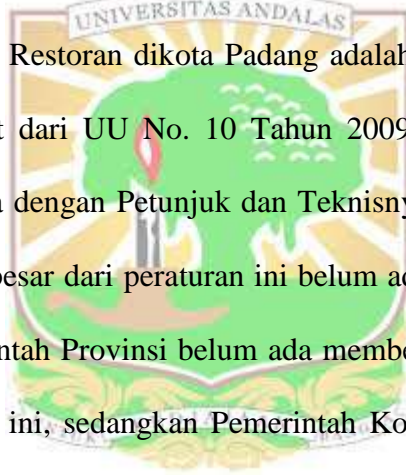 UNIVERSITAS ANDALAS
Restoran dikota Padang adalah
dari UU No. 10 Tahun 2009
dengan Petunjuk dan Teknisny
besar dari peraturan ini belum ad
ntah Provinsi belum ada membe
ini, sedangkan Pemerintah Ko